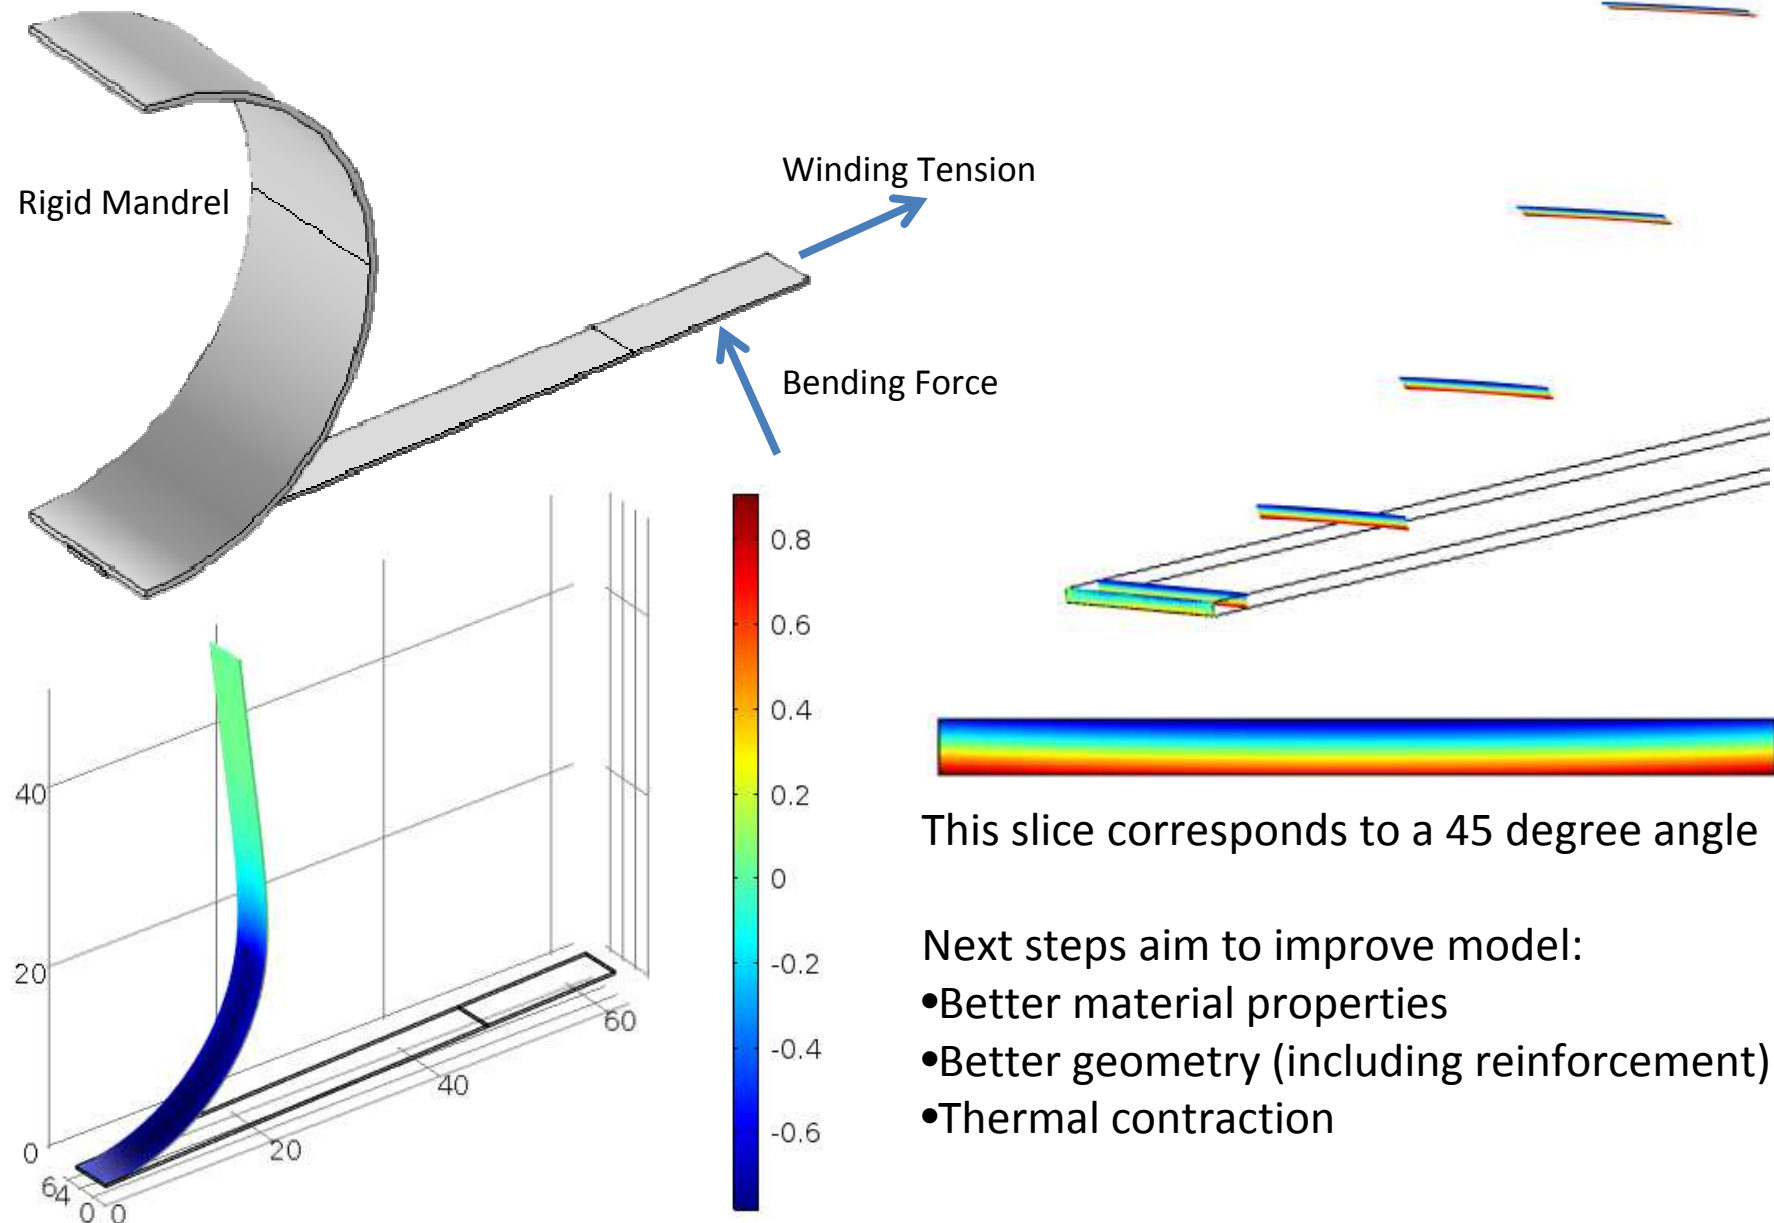 Rigid Mandrel
Winding Tension
Bending Force
0.8
0.6
0.4
0.2
0
-0.2
-0.4
-0.6
40
20
0
6 4 0 0
20
40
60
This slice corresponds to a 45 degree angle
Next steps aim to improve model:
•Better material properties
•Better geometry (including reinforcement)
•Thermal contraction